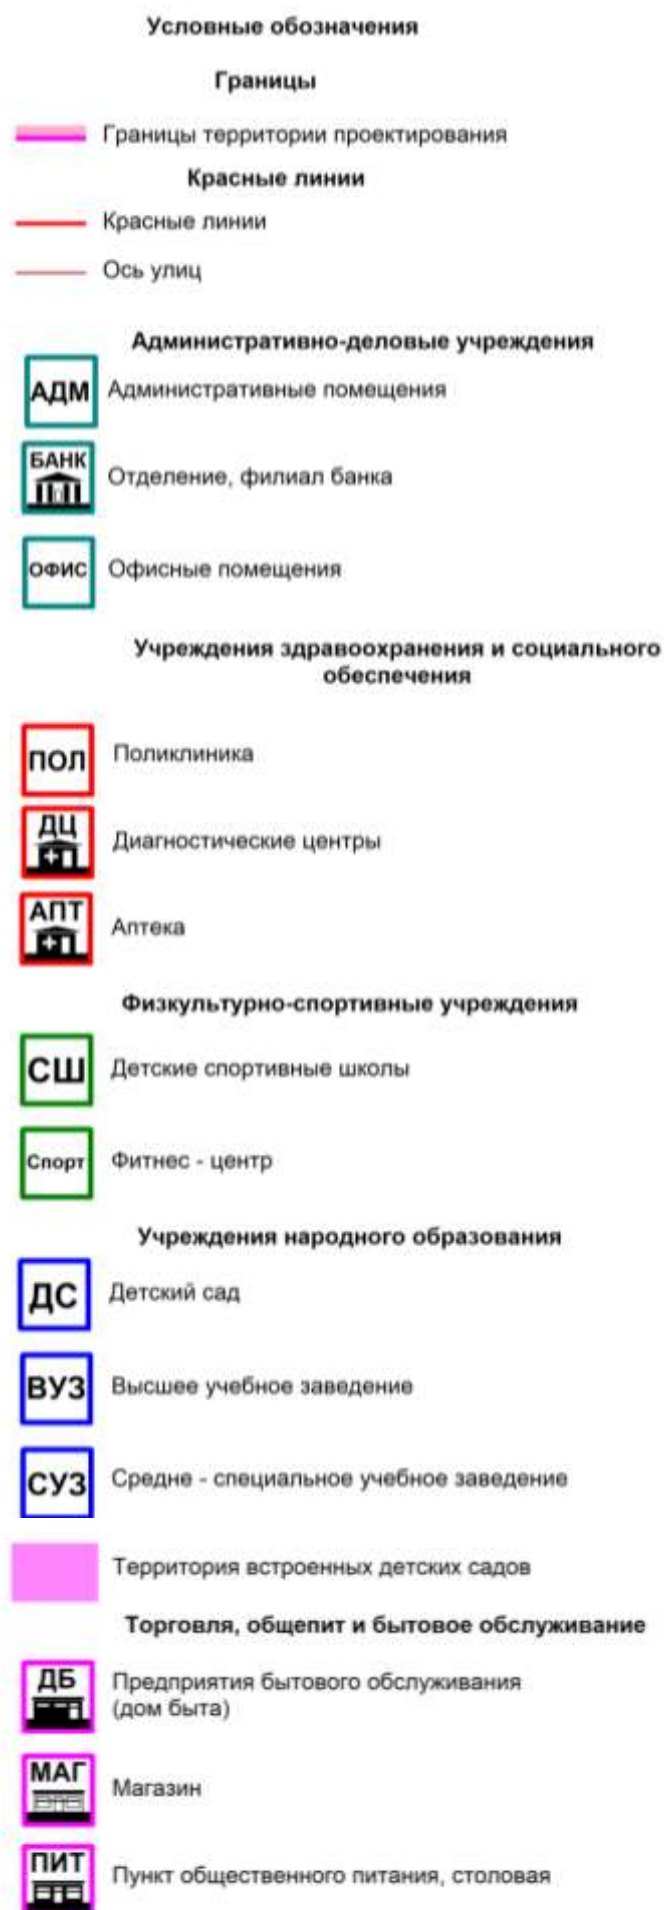 Условные обозначения
Границы
Границы территории проектирования
Красные линии
Красные линии
Ось улиц
Административно-деловые учреждения
АДМ Административные помещения
БАНК Отделение, филиал банка
ОФИС Офисные помещения
Учреждения здравоохранения и социального
обеспечения
ПОЛ Поликлиника
ДЦ Диагностические центры
АПТ Аптека
Физкультурно-спортивные учреждения
СШ Детские спортивные школы
Спорт Фитнес - центр
Учреждения народного образования
ДС Детский сад
ВУЗ Высшее учебное заведение
СУЗ Средне - специальное учебное заведение
Территория встроенных детских садов
Торговля, общепит и бытовое обслуживание
ДБ Предприятия бытового обслуживания
(дом быта)
МАГ Магазин
ПИТ Пункт общественного питания, столовая